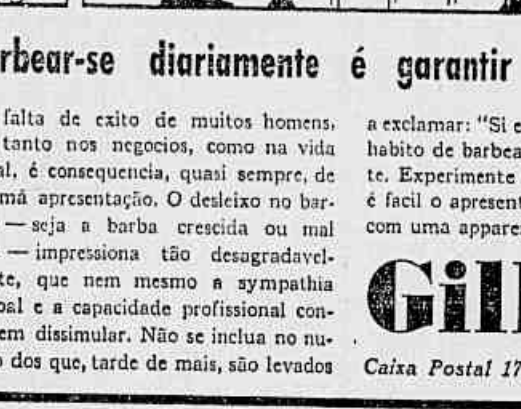 rbear-se diariamente é garantir
falta de exito de muitos homens,
tanto nos negocios, como na vida
al, é consequencia, quasi sempre, de
má apresentação. O desleixo no bar-
— seja a barba crescida ou mal
— impressiona tão desagradavel-
te, que nem mesmo a sympathia
oal e a capacidade profissional con-
em dissimular. Não se inclua no nu-
o dos que, tarde de mais, são levados
a exclamar: "Si e
habito de barbea
te. Experimente
é facil o apresent
com uma appare
Gill
Caixa Postal 17